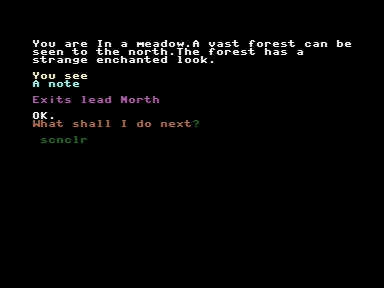 You are In a meadow.A vast forest can be
seen to the north.The forest has a
strange enchanted look.
You see
A note
Exits lead North
OK.
What shall I do next?
scnclr